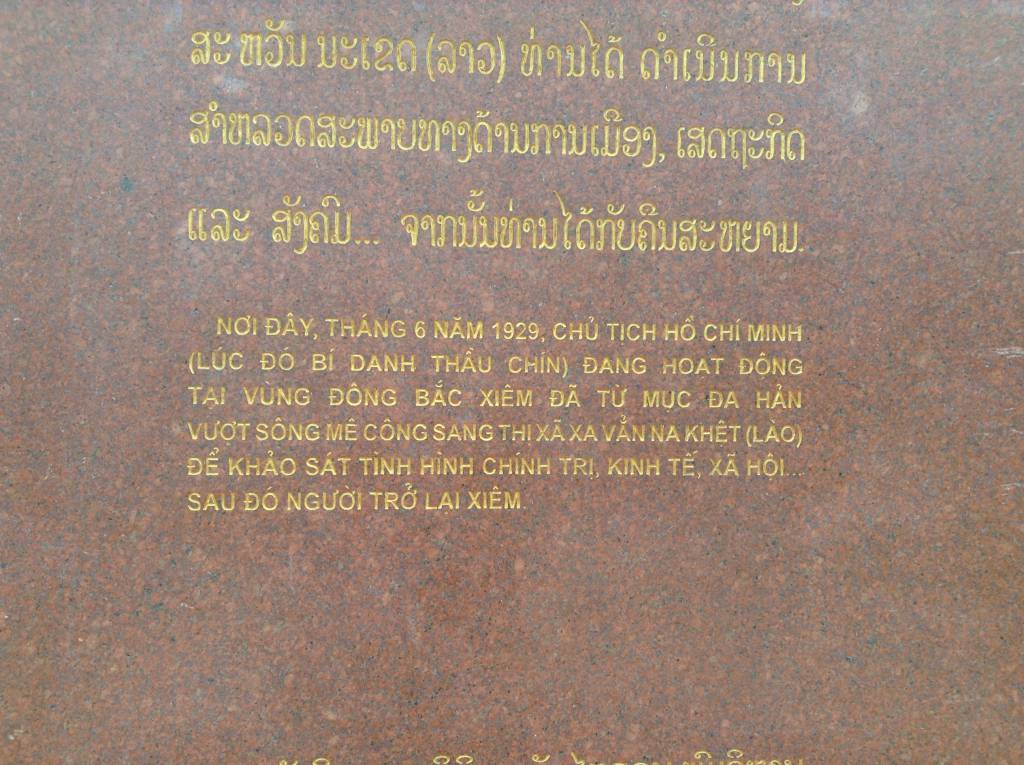 ສະ ຫວັນ ນະເຂດ (ລາວ) ທ່ານໄດ້ ດຳເນີນການ
ສຳຫລວດສະພາບທາງດ້ານການເມືອງ, ເສດຖະກິດ
ແລະ ສັງຄົມ... ຈາກນັ້ນທ່ານໄດ້ກັບຄືນສະຫຍາມ.
NƠI ĐÂY, THÁNG 6 NĂM 1929, CHỦ TỊCH HỒ CHÍ MINH
(LÚC ĐÓ BÍ DANH THẦU CHÍN) ĐANG HOẠT ĐỘNG
TẠI VÙNG ĐÔNG BẮC XIÊM ĐÃ TỪ MỤC ĐA HẢN
VƯỢT SÔNG MÊ CÔNG SANG THỊ XÃ XA VẲN NA KHỆT (LÀO)
ĐỂ KHẢO SÁT TÌNH HÌNH CHÍNH TRỊ, KINH TẾ, XÃ HỘI...
SAU ĐÓ NGƯỜI TRỞ LẠI XIÊM.